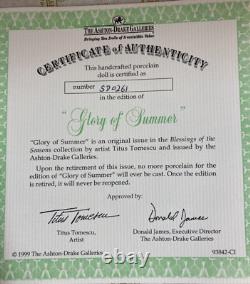 THE ASHTON-DRAKE GALLERIES
Bringing You Dolls of Irresistible Value
CERTIFICATE of AUTHENTICITY
This handcrafted porcelain
doll is certified as
number
in the edition of
"Glory of Summer"
"Glory of Summer" is an original issue in the Blessings of the
Seasons collection by artist Titus Tomescu and issued by
the Ashton-Drake Galleries.
Upon the retirement of this issue, no more porcelain for the
edition of "Glory of Summer" will ever be cast. Once the
edition is retired, it will never be reopened.
Approved by:
Titus Tomescu
Donald James
Titus Tomescu,
Artist
Donald James, Executive Director
The Ashton-Drake Galleries
© 1999 The Ashton-Drake Galleries
93842-CI